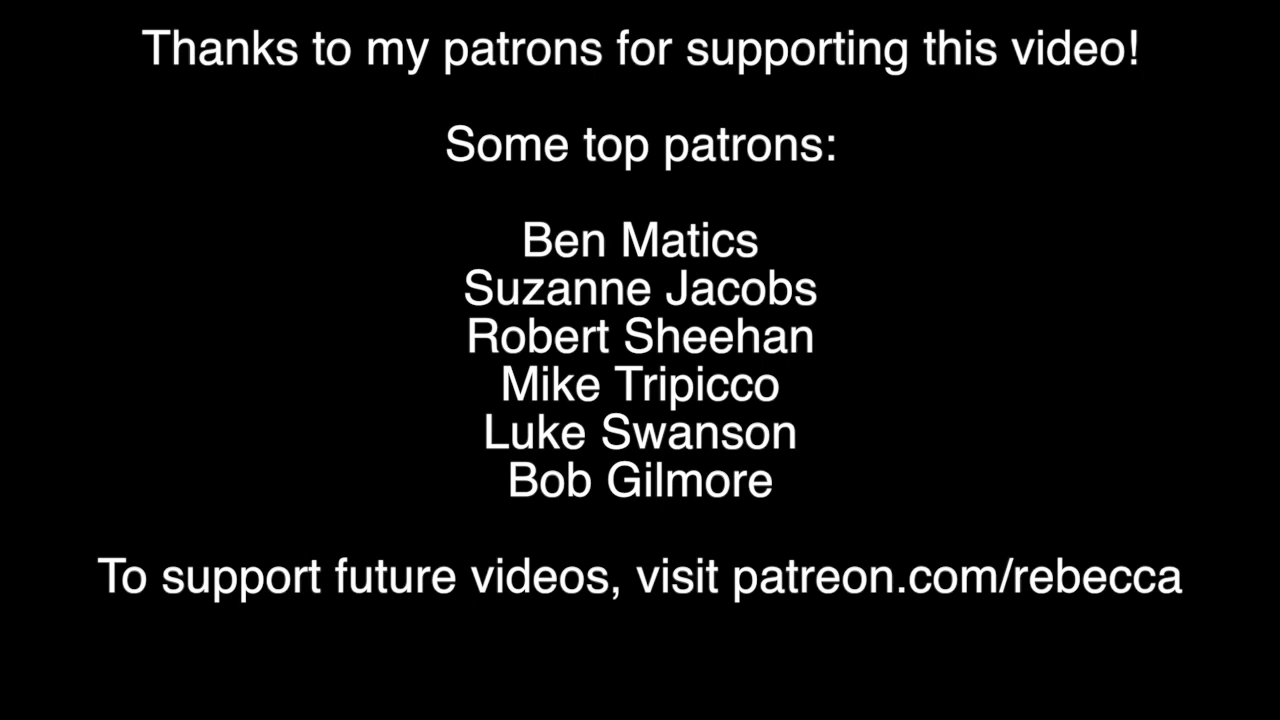 Thanks to my patrons for supporting this video!
Some top patrons:
Ben Matics
Suzanne Jacobs
Robert Sheehan
Mike Tripicco
Luke Swanson
Bob Gilmore
To support future videos, visit patreon.com/rebecca